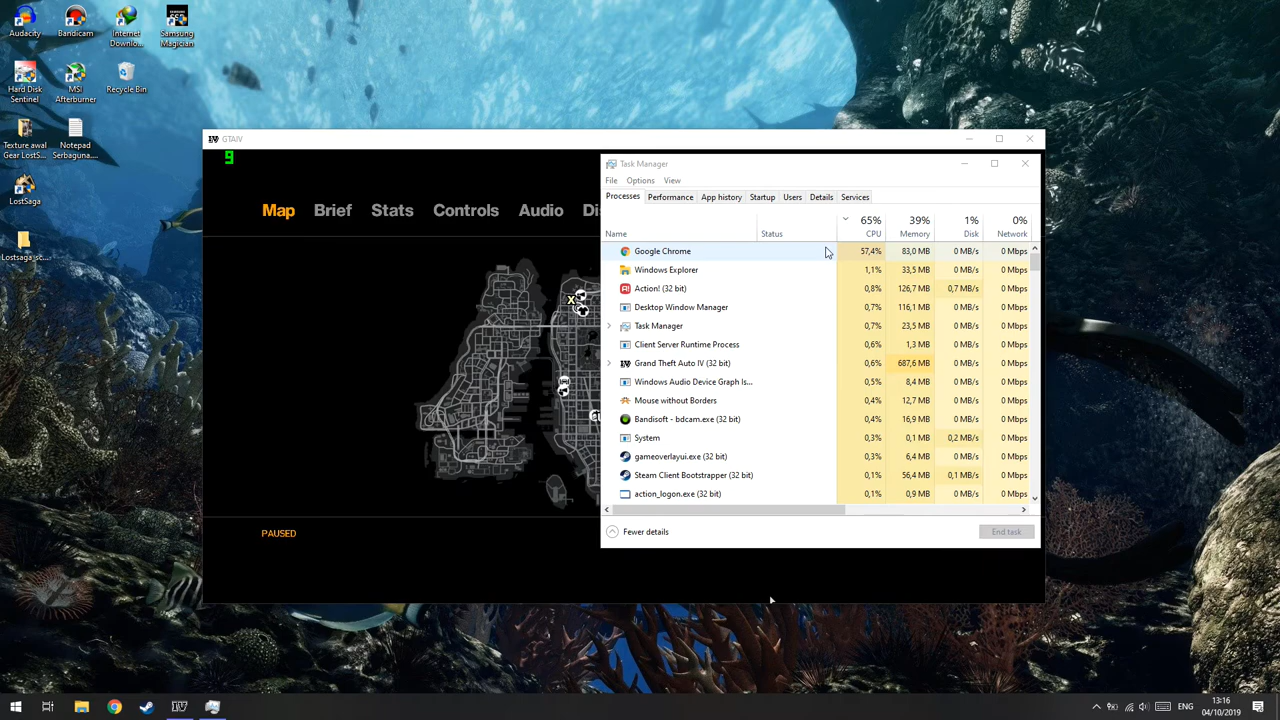 Audacity
Bandicam
Internet
Downlo...
Samsung
Magician
Hard Disk
Sentinel
MSI
Afterburner
Recycle Bin
Texture awal
Gear LostS...
Notepad
Serbaguna....
LostSaga
Lostsaga_sc...
GTAIV
9
Map Brief Stats Controls Audio Di
PAUSED
Task Manager
File Options View
Processes Performance App history Startup Users Details Services
65% 39% 1% 0%
Name Status CPU Memory Disk Network
Google Chrome 57,4% 83,0 MB 0 MB/s 0 Mbps
Windows Explorer 1,1% 33,5 MB 0 MB/s 0 Mbps
Action! (32 bit) 0,8% 126,7 MB 0,7 MB/s 0 Mbps
Desktop Window Manager 0,7% 116,1 MB 0 MB/s 0 Mbps
Task Manager 0,7% 23,5 MB 0 MB/s 0 Mbps
Client Server Runtime Process 0,6% 1,3 MB 0 MB/s 0 Mbps
Grand Theft Auto IV (32 bit) 0,6% 687,6 MB 0 MB/s 0 Mbps
Windows Audio Device Graph Is... 0,5% 8,4 MB 0 MB/s 0 Mbps
Mouse without Borders 0,4% 12,7 MB 0 MB/s 0 Mbps
Bandisoft - bdcam.exe (32 bit) 0,4% 16,9 MB 0 MB/s 0 Mbps
System 0,3% 0,1 MB 0,2 MB/s 0 Mbps
gameoverlayui.exe (32 bit) 0,3% 6,4 MB 0 MB/s 0 Mbps
Steam Client Bootstrapper (32 bit) 0,1% 56,4 MB 0,1 MB/s 0 Mbps
action_logon.exe (32 bit) 0,1% 0,9 MB 0 MB/s 0 Mbps
Fewer details
End task
ENG
13:16
04/10/2019